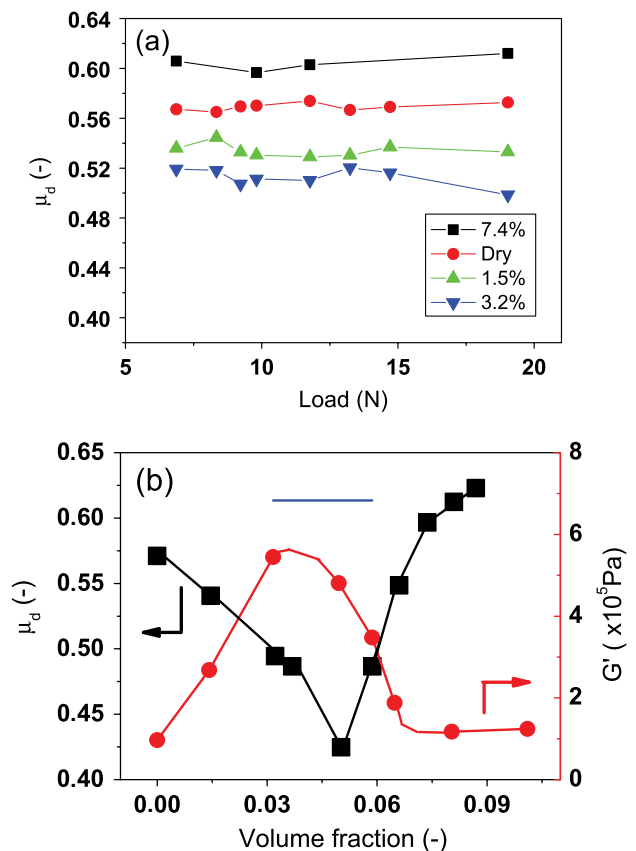 (a)
0.60
0.56
0.52
0.48
0.44
0.40
μd (-)
7.4%
Dry
1.5%
3.2%
5 10 15 20
Load (N)
(b)
0.65
0.60
0.55
0.50
0.45
0.40
μd (-)
8
6
4
2
0
G' ( x10⁵Pa)
0.00 0.03 0.06 0.09
Volume fraction (-)